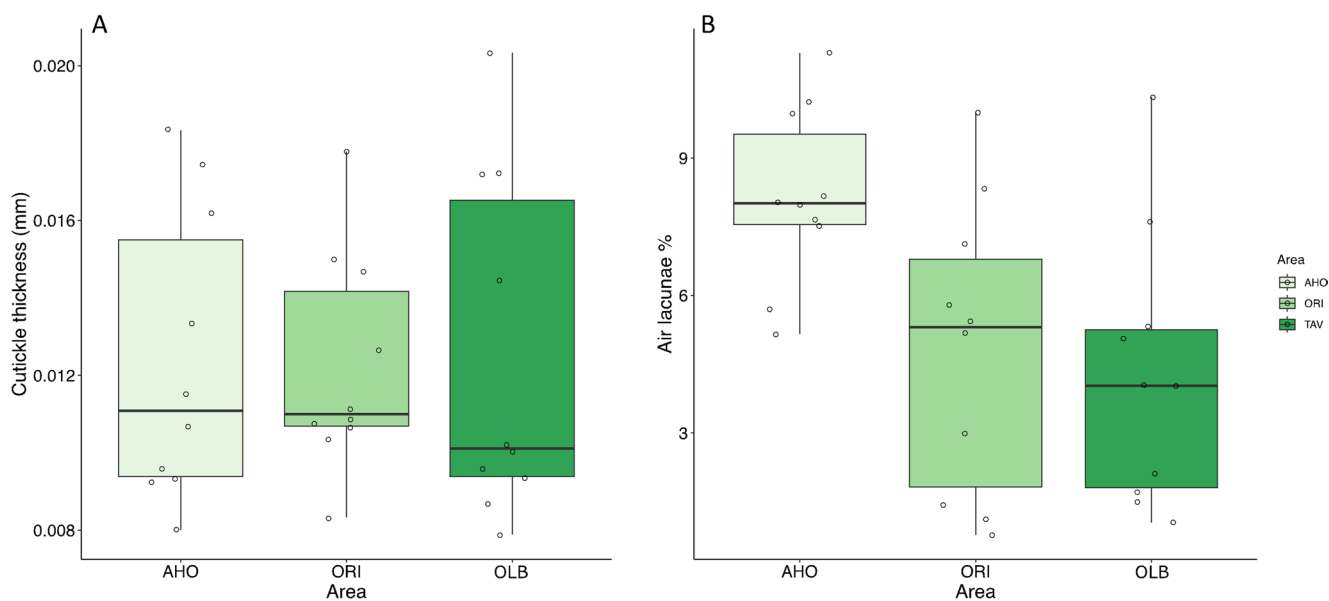 A
Cutickle thickness (mm)
0.020
0.016
0.012
0.008
AHO ORI OLB
Area
B
Air lacunae %
9
6
3
AHO ORI OLB
Area
Area
AHO
ORI
TAV